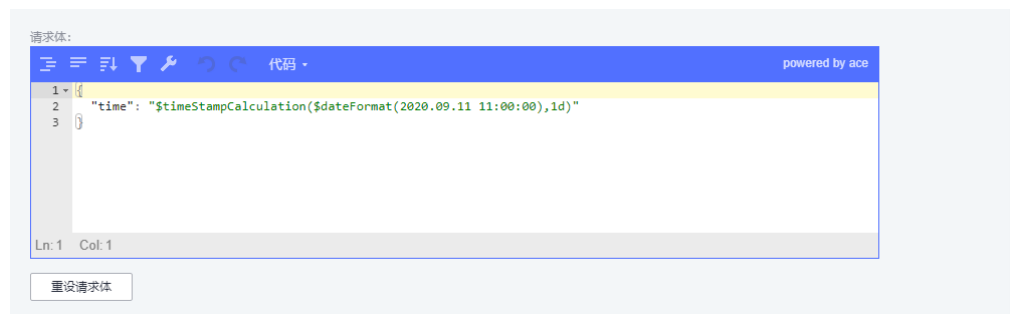 请求体:
代码
powered by ace
1 {
2 "time": "$timeStampCalculation($dateFormat(2020.09.11 11:00:00),1d)"
3 }
Ln: 1 Col: 1
重设请求体